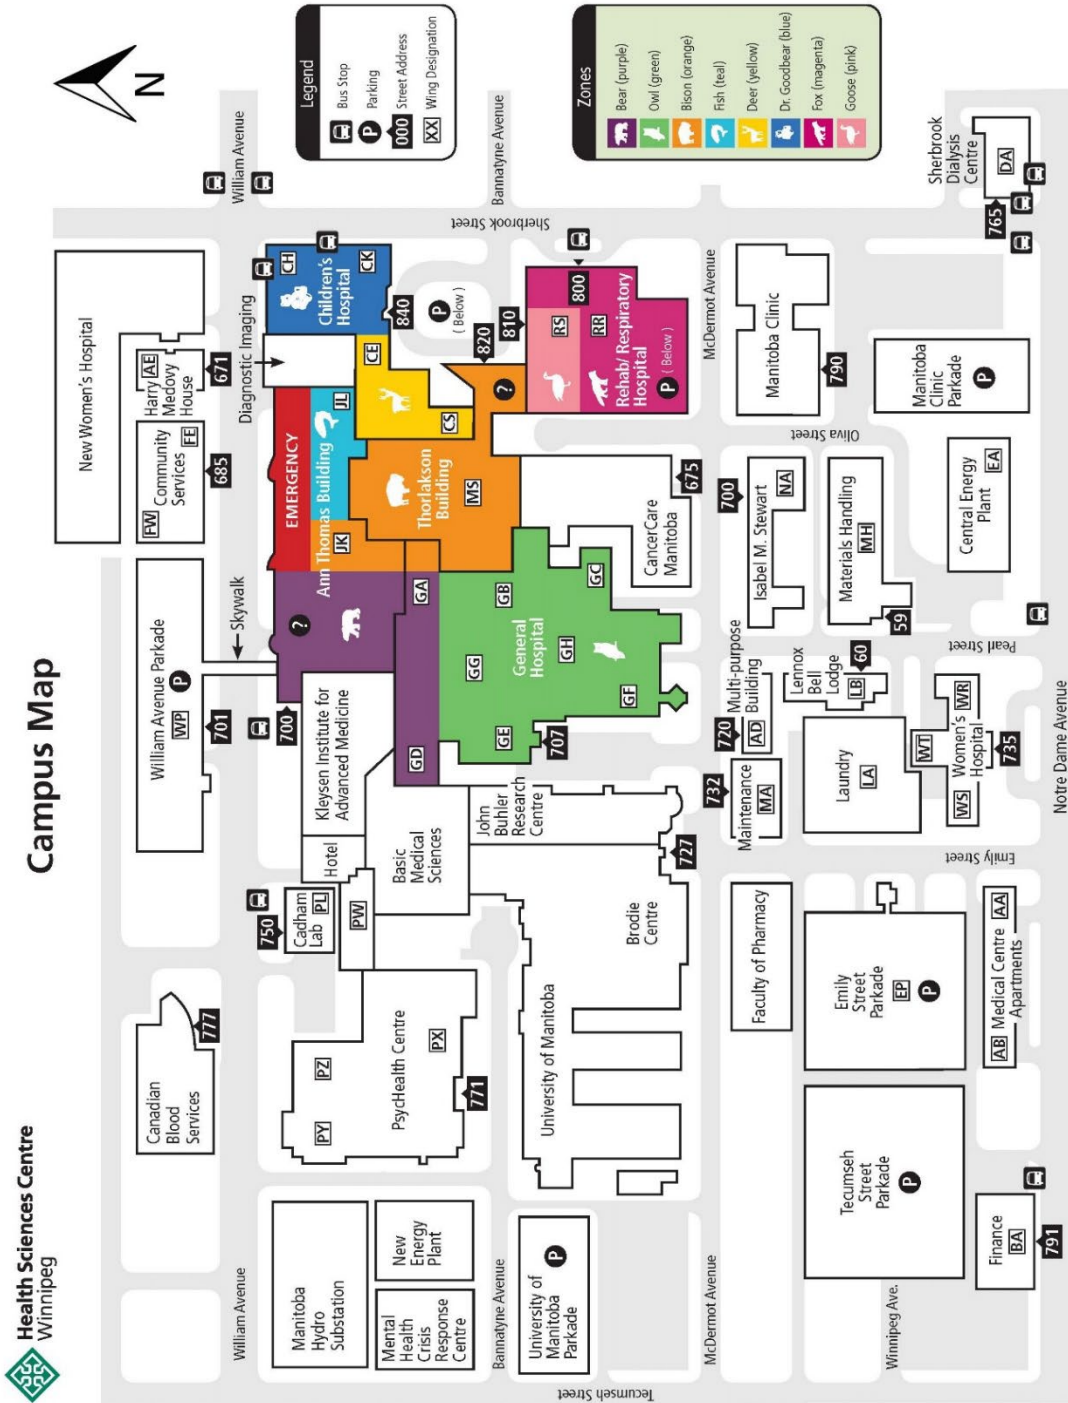 Health Sciences Centre
Winnipeg
Campus Map
N
Legend
Bus Stop
P
Parking
000
Street Address
XX
Wing Designation
Zones
Bear (purple)
Owl (green)
Bison (orange)
Fish (teal)
Deer (yellow)
Dr. Goodbear (blue)
Fox (magenta)
Goose (pink)
Canadian
Blood
Services
777
William Avenue Parkade
WP
P
701
Skywalk
New Women's Hospital
FW
Community
Services
FE
685
Harry
Medovy
House
AE
671
Diagnostic Imaging
William Avenue
William Avenue
Manitoba
Hydro
Substation
New
Energy
Plant
Mental
Health
Crisis
Response
Centre
PY
PZ
PsycHealth Centre
PX
771
750
Cadham
Lab
PL
PW
Hotel
Kleysen Institute for
Advanced Medicine
700
Basic
Medical
Sciences
John
Buhler
Research
Centre
?
Ann Thomas Building
EMERGENCY
JK
JL
GD
GA
Thorlakson
Building
MS
CE
CS
Children's
Hospital
CH
CK
840
P
( Below )
820
810
?
General
Hospital
GG
GB
GH
GC
GE
GF
707
CancerCare
Manitoba
675
RS
RR
800
Rehab/ Respiratory
Hospital
P
( Below )
Bannatyne Avenue
Bannatyne Avenue
Sherbrook Street
University of
Manitoba
Parkade
P
University of Manitoba
Brodie
Centre
727
McDermot Avenue
McDermot Avenue
Tecumseh Street
Faculty of Pharmacy
732
Maintenance
MA
720
Multi-purpose
Building
AD
700
Isabel M. Stewart
NA
Oliva Street
Manitoba Clinic
790
Manitoba
Clinic
Parkade
P
Tecumseh
Street
Parkade
P
Emily
Street
Parkade
EP
P
Emily Street
Laundry
LA
Lennox
Bell
Lodge
LB
60
Materials Handling
MH
59
Pearl Street
Central Energy
Plant
EA
Sherbrook
Dialysis
Centre
DA
765
Winnipeg Ave.
Finance
BA
791
AB
Medical Centre
Apartments
AA
WS
WT
WR
Women's
Hospital
735
Notre Dame Avenue